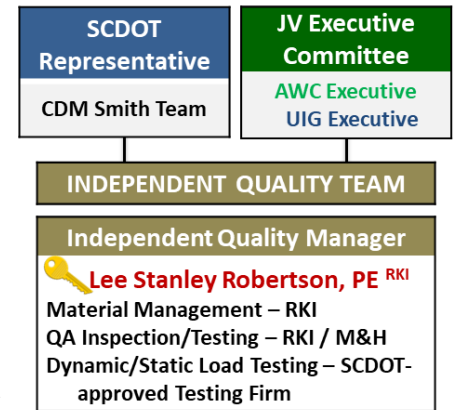 SCDOT
Representative
CDM Smith Team
JV Executive
Committee
AWC Executive
UIG Executive
INDEPENDENT QUALITY TEAM
Independent Quality Manager
Lee Stanley Robertson, PE RKI
Material Management – RKI
QA Inspection/Testing – RKI / M&H
Dynamic/Static Load Testing – SCDOT-
approved Testing Firm